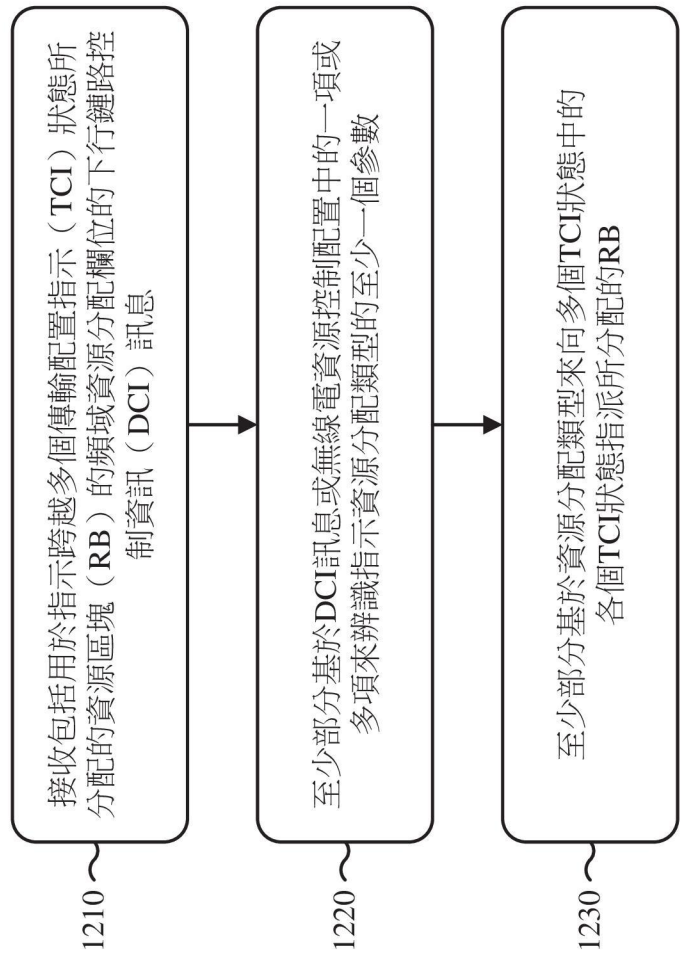 接收包括用於指示跨越多個傳輸配置指示（TCI）狀態所
分配的資源區塊（RB）的頻域資源分配欄位的下行鏈路控
制資訊（DCI）訊息
1210
至少部分基於DCI訊息或無線電資源控制配置中的一項或
多項來辨識指示資源分配類型的至少一個參數
1220
至少部分基於資源分配類型來向多個TCI狀態中的
各個TCI狀態指派所分配的RB
1230